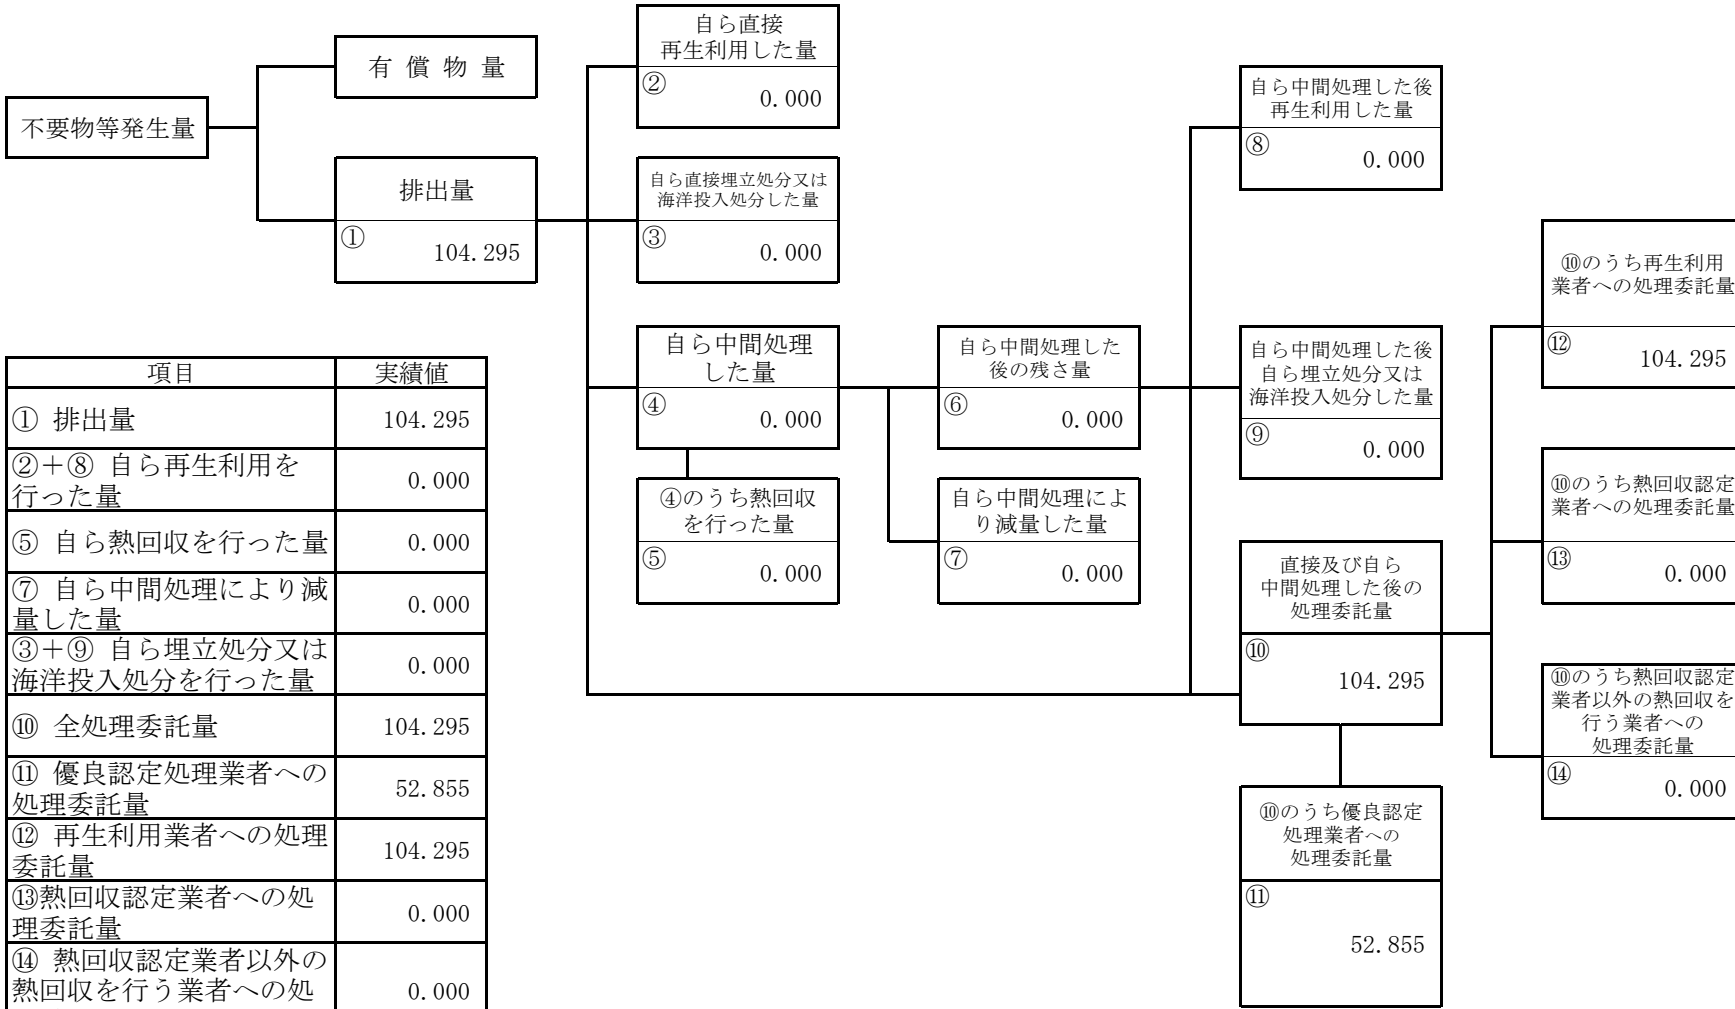 不要物等発生量
有 償 物 量
排出量
①
104.295
自ら直接
再生利用した量
②
0.000
自ら直接埋立処分又は
海洋投入処分した量
③
0.000
自ら中間処理
した量
④
0.000
④のうち熱回収
を行った量
⑤
0.000
自ら中間処理した
後の残さ量
⑥
0.000
自ら中間処理によ
り減量した量
⑦
0.000
自ら中間処理した後
再生利用した量
⑧
0.000
自ら中間処理した後
自ら埋立処分又は
海洋投入処分した量
⑨
0.000
直接及び自ら
中間処理した後の
処理委託量
⑩
104.295
⑩のうち優良認定
処理業者への
処理委託量
⑪
52.855
⑩のうち再生利用
業者への処理委託量
⑫
104.295
⑩のうち熱回収認定
業者への処理委託量
⑬
0.000
⑩のうち熱回収認定
業者以外の熱回収を
行う業者への
処理委託量
⑭
0.000
項目 実績値
① 排出量 104.295
②+⑧ 自ら再生利用を
行った量 0.000
⑤ 自ら熱回収を行った量 0.000
⑦ 自ら中間処理により減
量した量 0.000
③+⑨ 自ら埋立処分又は
海洋投入処分を行った量 0.000
⑩ 全処理委託量 104.295
⑪ 優良認定処理業者への
処理委託量 52.855
⑫ 再生利用業者への処理
委託量 104.295
⑬熱回収認定業者への処
理委託量 0.000
⑭ 熱回収認定業者以外の
熱回収を行う業者への処 0.000